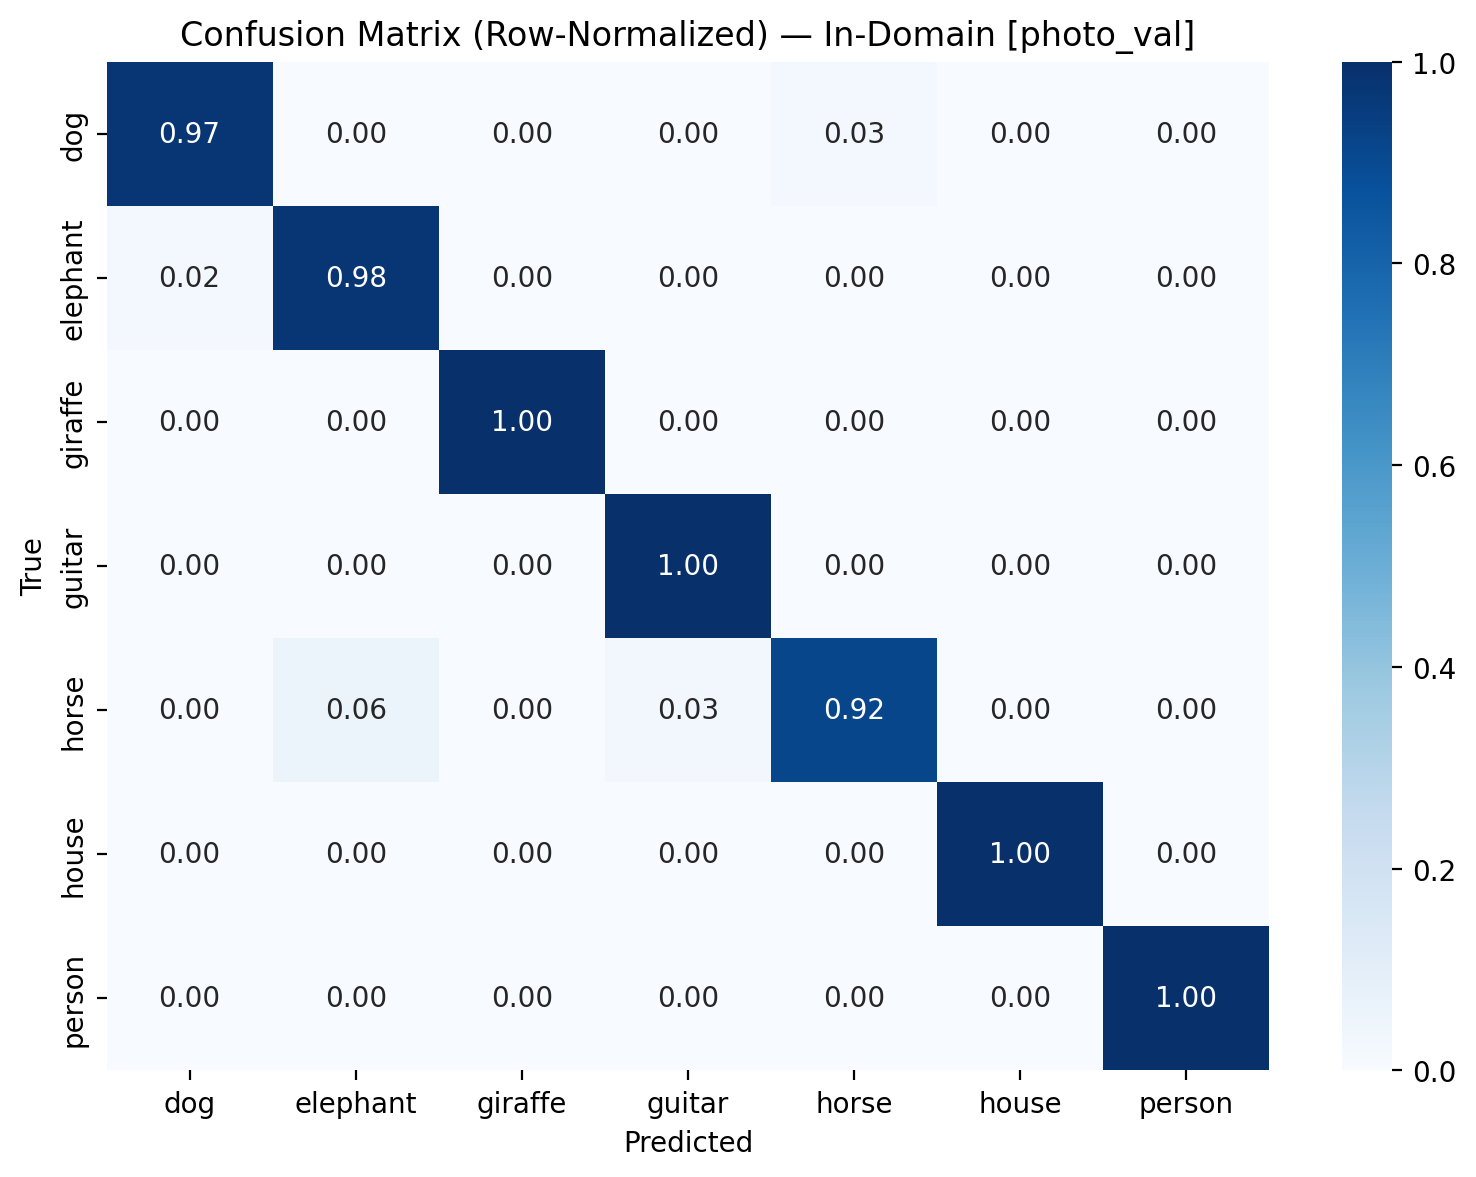 Confusion Matrix (Row-Normalized) — In-Domain [photo_val]
dog 0.97 0.00 0.00 0.00 0.03 0.00 0.00
elephant 0.02 0.98 0.00 0.00 0.00 0.00 0.00
giraffe 0.00 0.00 1.00 0.00 0.00 0.00 0.00
guitar 0.00 0.00 0.00 1.00 0.00 0.00 0.00
horse 0.00 0.06 0.00 0.03 0.92 0.00 0.00
house 0.00 0.00 0.00 0.00 0.00 1.00 0.00
person 0.00 0.00 0.00 0.00 0.00 0.00 1.00
True
dog elephant giraffe guitar horse house person
Predicted
1.0
0.8
0.6
0.4
0.2
0.0